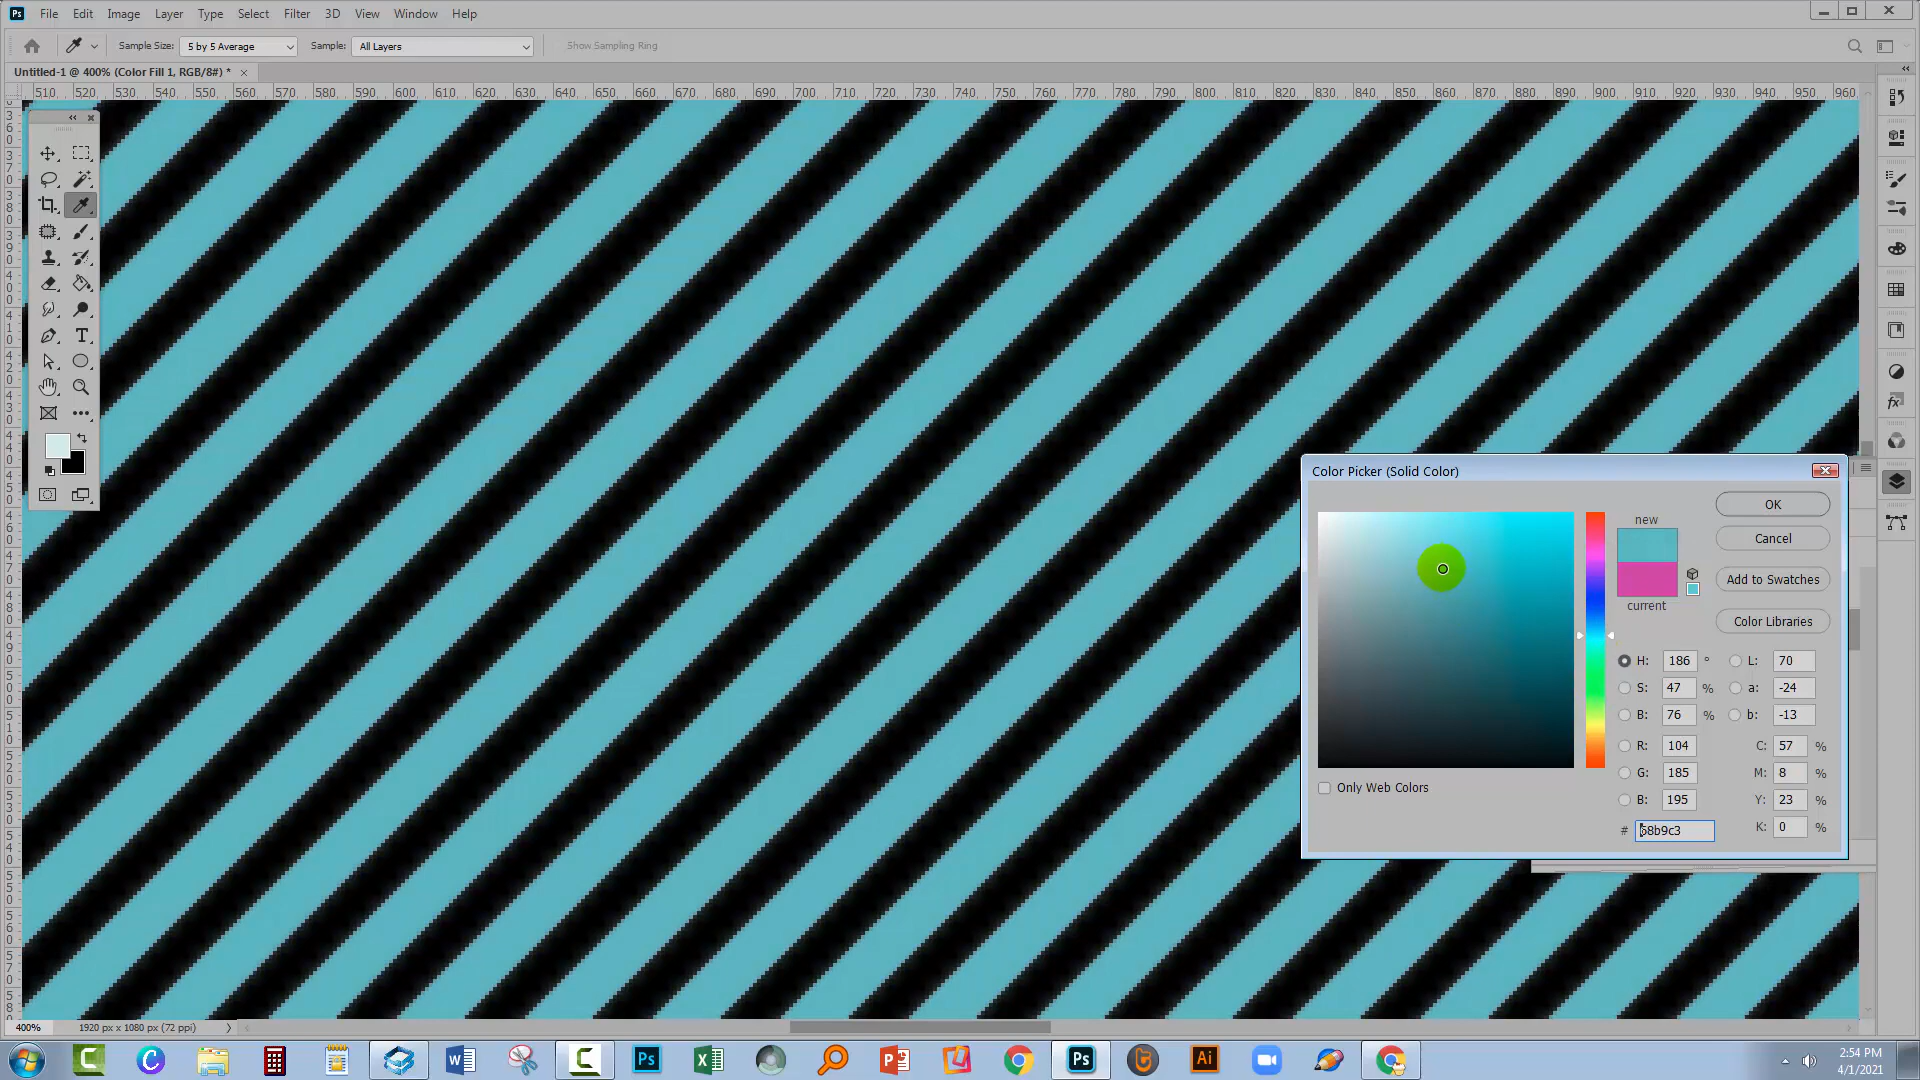 File Edit Image Layer Type Select Filter 3D View Window Help
Sample Size: 5 by 5 Average Sample: All Layers Show Sampling Ring
Untitled-1 @ 400% (Color Fill 1, RGB/8#) *
510 520 530 540 550 560 570 580 590 600 610 620 630 640 650 660 670 680 690 700 710 720 730 740 750 760 770 780 790 800 810 820 830 840 850 860 870 880 890 900 910 920 930 940 950 960
Color Picker (Solid Color)
new
current
OK
Cancel
Add to Swatches
Color Libraries
H: 186 °
S: 47 %
B: 76 %
R: 104
G: 185
B: 195
# 68b9c3
L: 70
a: -24
b: -13
C: 57 %
M: 8 %
Y: 23 %
K: 0 %
Only Web Colors
400% 1920 px x 1080 px (72 ppi)
2:54 PM
4/1/2021